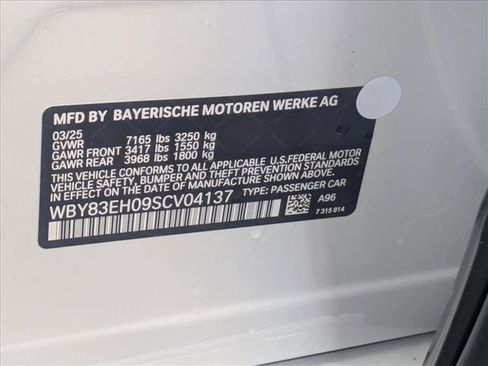 MFD BY BAYERISCHE MOTOREN WERKE AG
03/25
GVWR 7165 lbs 3250 kg
GAWR FRONT 3417 lbs 1550 kg
GAWR REAR 3968 lbs 1800 kg
THIS VEHICLE CONFORMS TO ALL APPLICABLE U.S. FEDERAL MOTOR
VEHICLE SAFETY, BUMPER, AND THEFT PREVENTION STANDARDS
IN EFFECT ON THE DATE OF MANUFACTURE SHOWN ABOVE.
WBY83EH09SCV04137 TYPE: PASSENGER CAR
A96
7 315 814